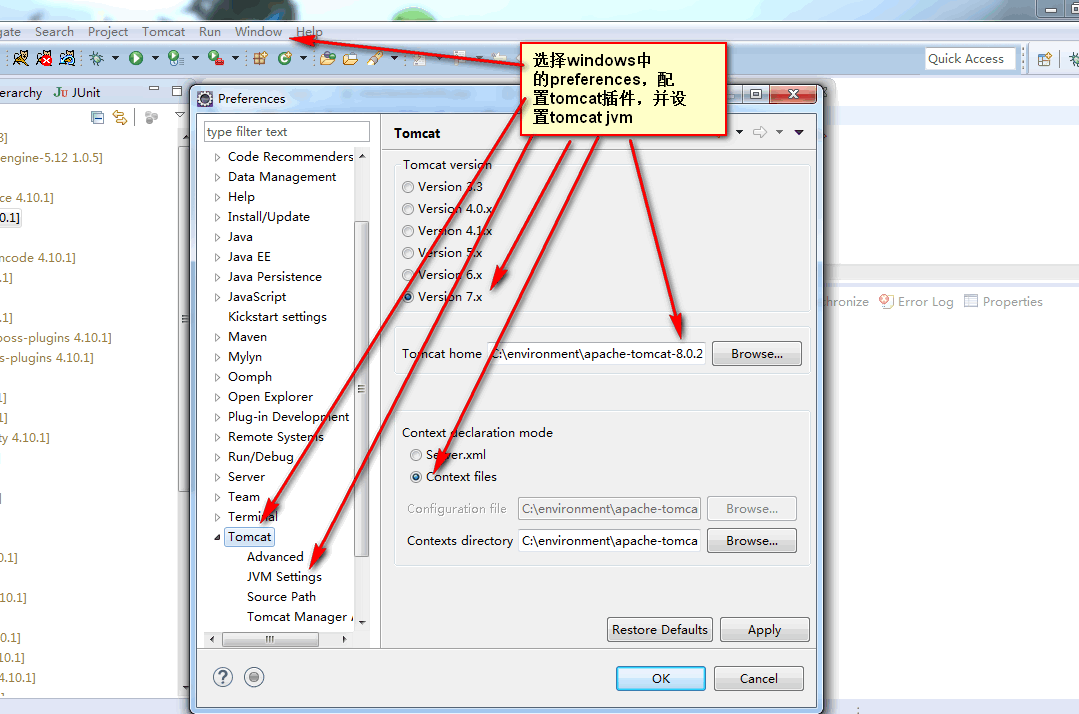 gate Search Project Tomcat Run Window Help
Quick Access
选择windows中
的preferences，配
置tomcat插件，并设
置tomcat jvm
erarchy JUnit
Preferences
type filter text
Tomcat
3]
engine-5.12 1.0.5]
ce 4.10.1]
0.1]
ncode 4.10.1]
.1]
.1]
boss-plugins 4.10.1]
s-plugins 4.10.1]
1]
.1]
ty 4.10.1]
]
0.1]
10.1]
0.1]
10.1]
4.10.1]
Code Recommenders
Data Management
Help
Install/Update
Java
Java EE
Java Persistence
JavaScript
Kickstart settings
Maven
Mylyn
Oomph
Open Explorer
Plug-in Development
Remote Systems
Run/Debug
Server
Team
Terminal
Tomcat
Advanced
JVM Settings
Source Path
Tomcat Manager
Tomcat version
Version 3.3
Version 4.0.x
Version 4.1.x
Version 5.x
Version 6.x
Version 7.x
Tomcat home C:\environment\apache-tomcat-8.0.2 Browse...
Context declaration mode
Server.xml
Context files
Configuration file C:\environment\apache-tomca Browse...
Contexts directory C:\environment\apache-tomca Browse...
Restore Defaults Apply
OK Cancel
chronize Error Log Properties